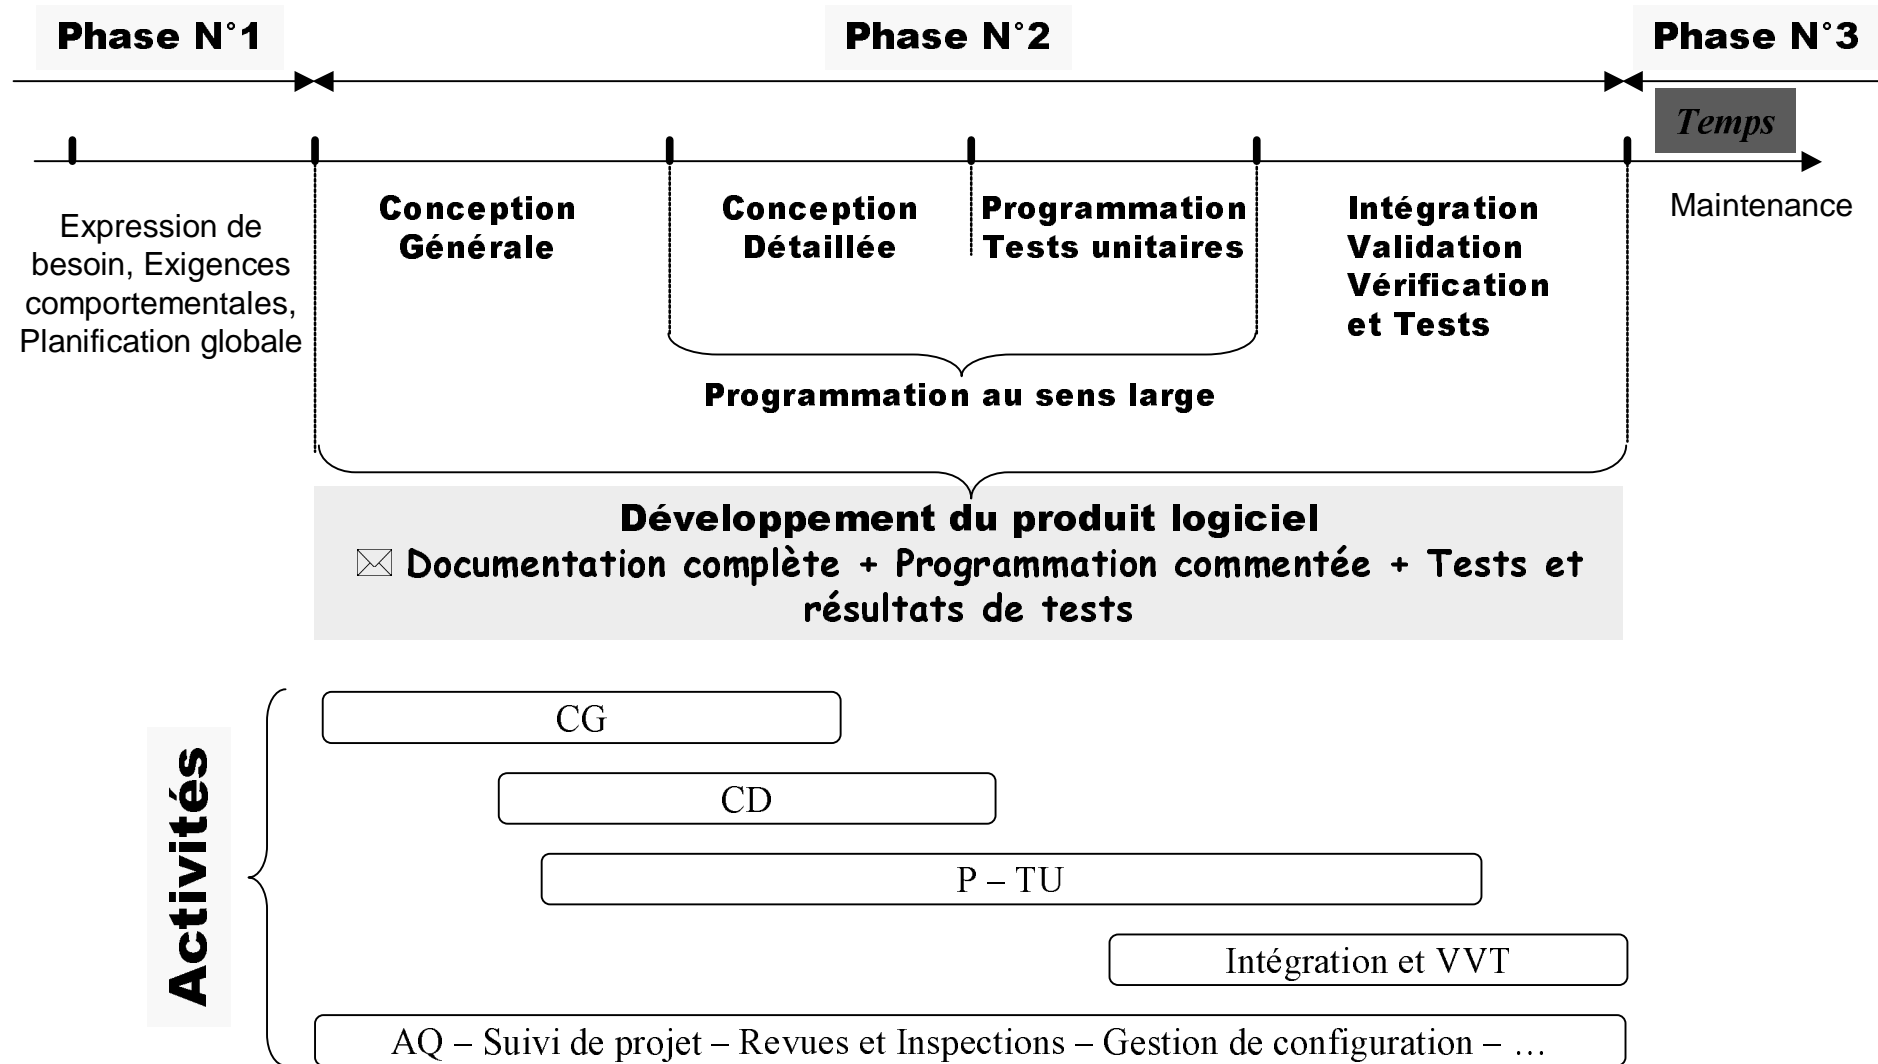 Phase N°1
Phase N°2
Phase N°3
Temps
Expression de
besoin, Exigences
comportementales,
Planification globale
Conception
Générale
Conception
Détaillée
Programmation
Tests unitaires
Intégration
Validation
Vérification
et Tests
Maintenance
Programmation au sens large
Développement du produit logiciel
✉ Documentation complète + Programmation commentée + Tests et
résultats de tests
Activités
CG
CD
P – TU
Intégration et VVT
AQ – Suivi de projet – Revues et Inspections – Gestion de configuration – …